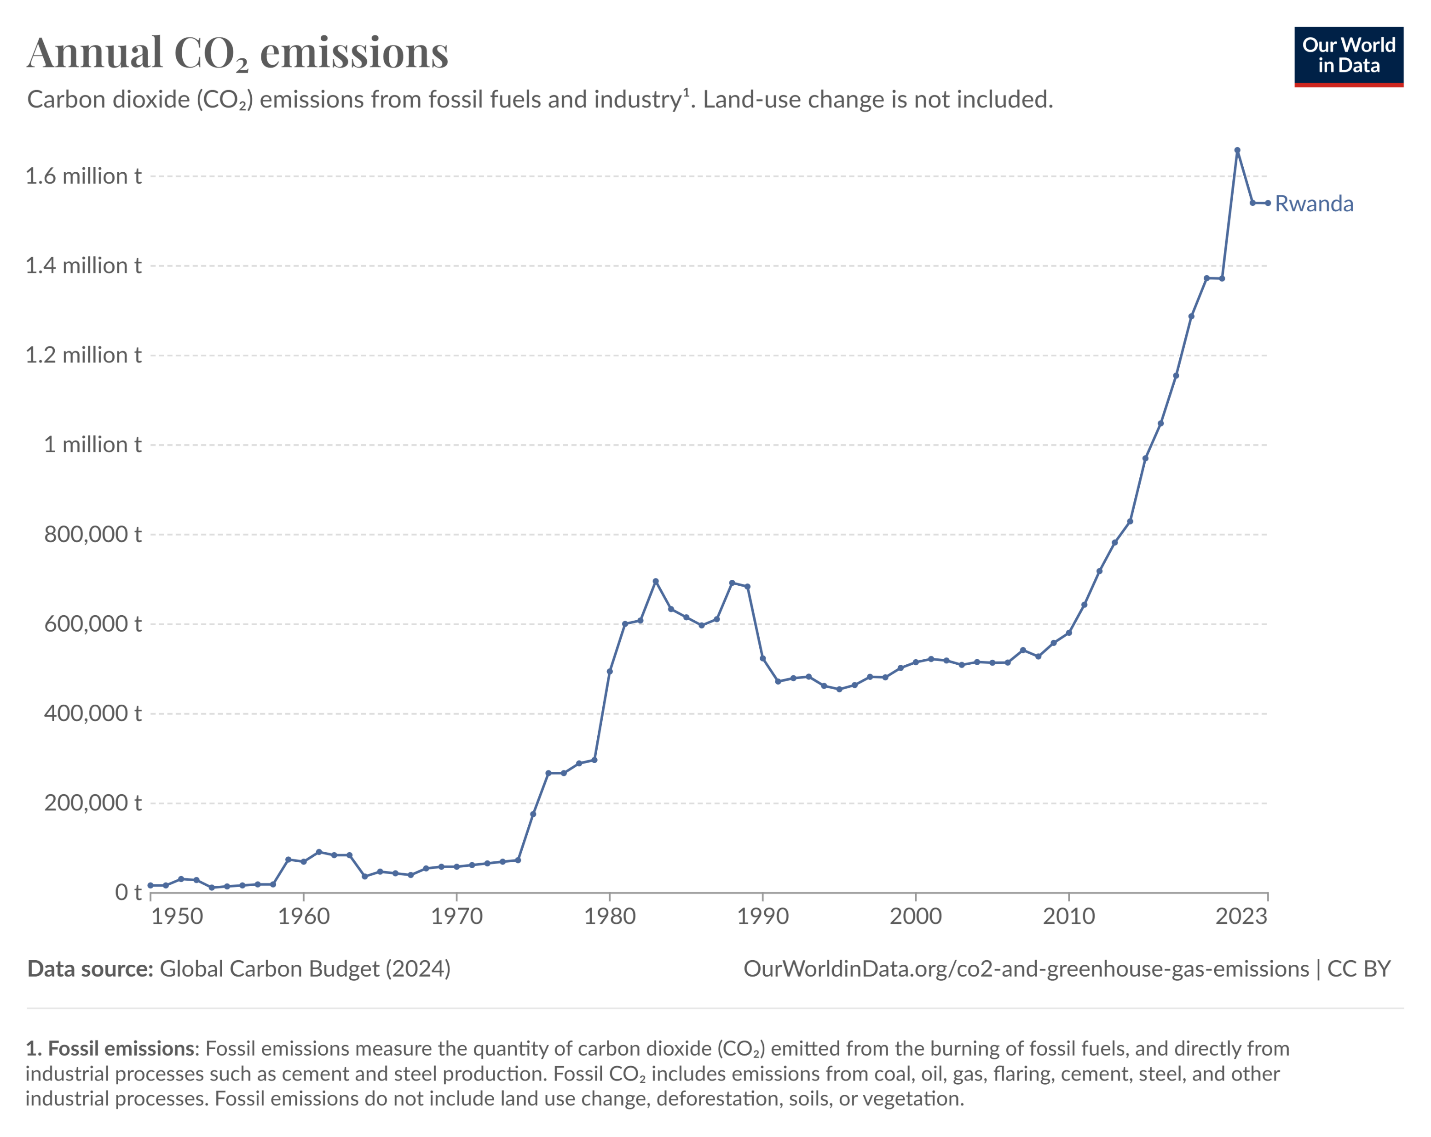 Annual CO₂ emissions
Our World
in Data
Carbon dioxide (CO₂) emissions from fossil fuels and industry¹. Land-use change is not included.
1.6 million t
Rwanda
1.4 million t
1.2 million t
1 million t
800,000 t
600,000 t
400,000 t
200,000 t
0 t
1950 1960 1970 1980 1990 2000 2010 2023
Data source: Global Carbon Budget (2024)
OurWorldinData.org/co2-and-greenhouse-gas-emissions | CC BY
1. Fossil emissions: Fossil emissions measure the quantity of carbon dioxide (CO₂) emitted from the burning of fossil fuels, and directly from
industrial processes such as cement and steel production. Fossil CO₂ includes emissions from coal, oil, gas, flaring, cement, steel, and other
industrial processes. Fossil emissions do not include land use change, deforestation, soils, or vegetation.